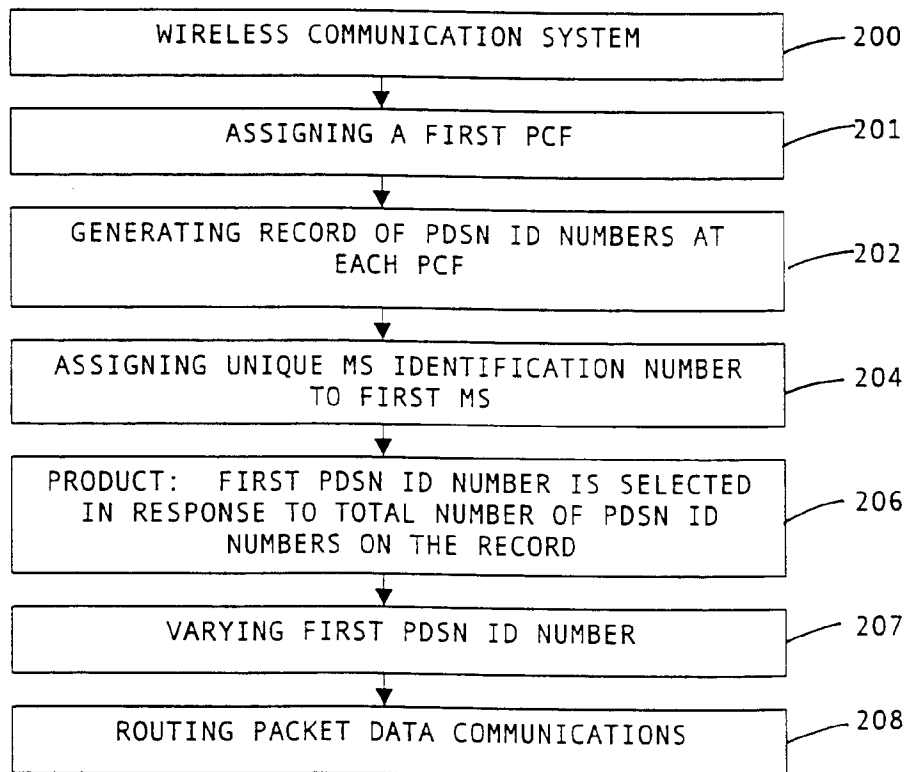 WIRELESS COMMUNICATION SYSTEM
200
ASSIGNING A FIRST PCF
201
GENERATING RECORD OF PDSN ID NUMBERS AT
EACH PCF
202
ASSIGNING UNIQUE MS IDENTIFICATION NUMBER
TO FIRST MS
204
PRODUCT: FIRST PDSN ID NUMBER IS SELECTED
IN RESPONSE TO TOTAL NUMBER OF PDSN ID
NUMBERS ON THE RECORD
206
VARYING FIRST PDSN ID NUMBER
207
ROUTING PACKET DATA COMMUNICATIONS
208